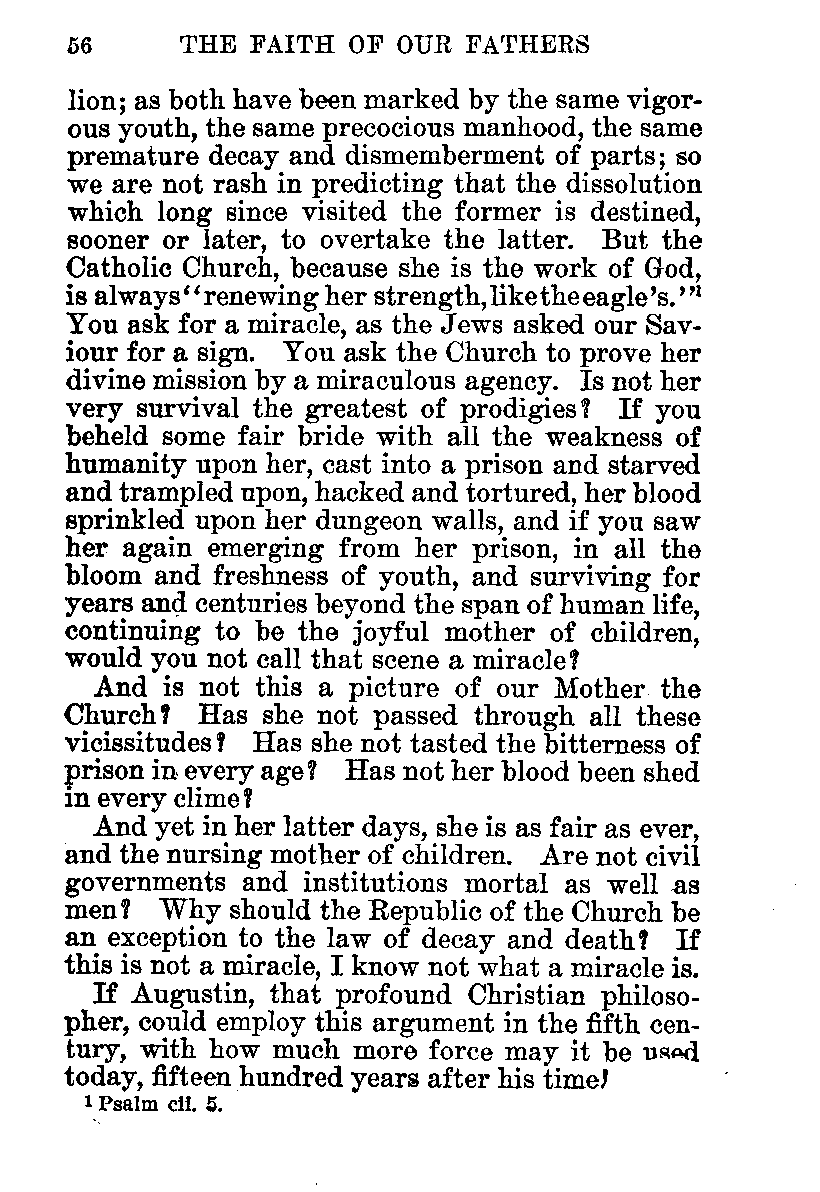 56 THE FAITH OF OUR FATHERS
lion; as both have been marked by the same vigor-
ous youth, the same precocious manhood, the same
premature decay and dismemberment of parts; so
we are not rash in predicting that the dissolution
which long since visited the former is destined,
sooner or later, to overtake the latter. But the
Catholic Church, because she is the work of God,
is always "renewing her strength, like the eagle's."¹
You ask for a miracle, as the Jews asked our Sav-
iour for a sign. You ask the Church to prove her
divine mission by a miraculous agency. Is not her
very survival the greatest of prodigies? If you
beheld some fair bride with all the weakness of
humanity upon her, cast into a prison and starved
and trampled upon, hacked and tortured, her blood
sprinkled upon her dungeon walls, and if you saw
her again emerging from her prison, in all the
bloom and freshness of youth, and surviving for
years and centuries beyond the span of human life,
continuing to be the joyful mother of children,
would you not call that scene a miracle?
And is not this a picture of our Mother the
Church? Has she not passed through all these
vicissitudes? Has she not tasted the bitterness of
prison in every age? Has not her blood been shed
in every clime?
And yet in her latter days, she is as fair as ever,
and the nursing mother of children. Are not civil
governments and institutions mortal as well as
men? Why should the Republic of the Church be
an exception to the law of decay and death? If
this is not a miracle, I know not what a miracle is.
If Augustin, that profound Christian philoso-
pher, could employ this argument in the fifth cen-
tury, with how much more force may it be used
today, fifteen hundred years after his time!
¹ Psalm cii. 5.